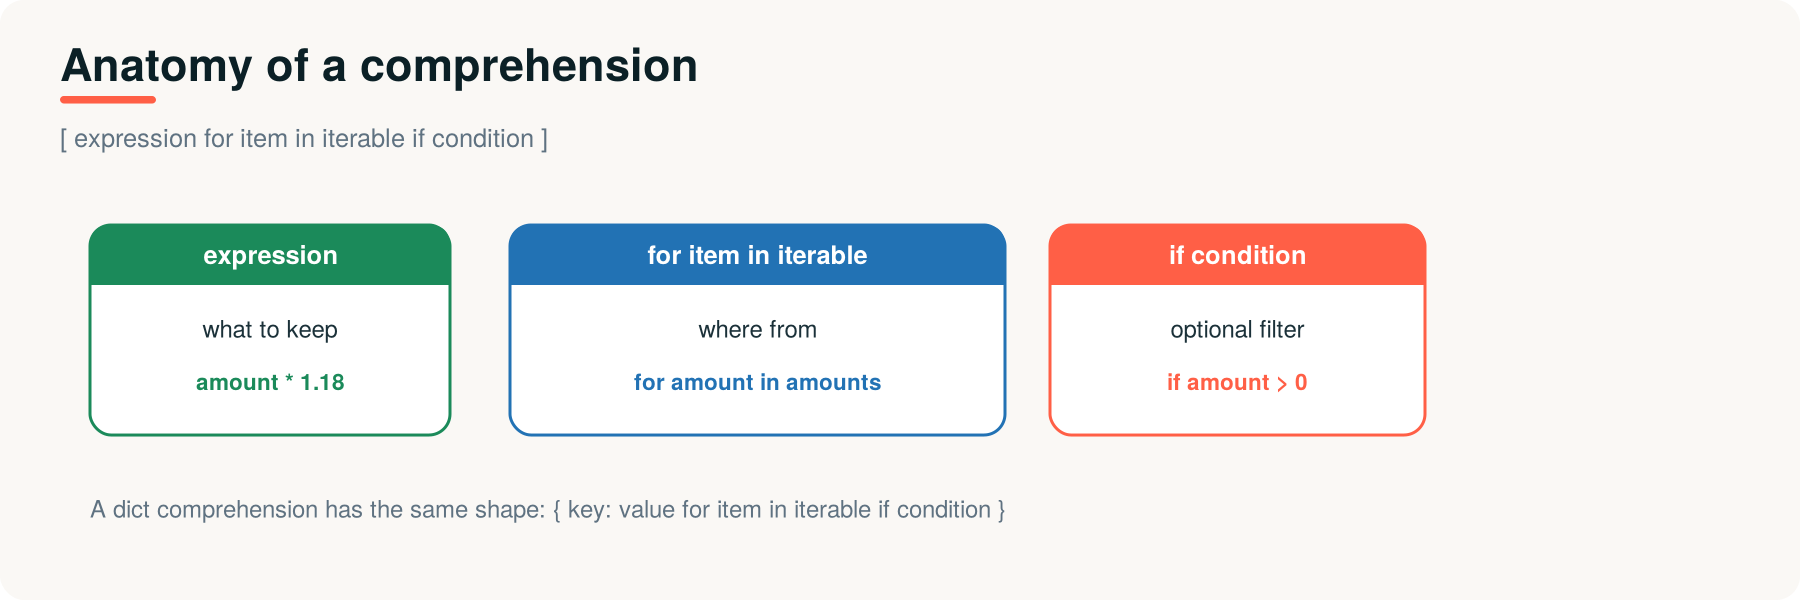 Anatomy of a comprehension
[ expression for item in iterable if condition ]
expression
what to keep
amount * 1.18
for item in iterable
where from
for amount in amounts
if condition
optional filter
if amount > 0
A dict comprehension has the same shape: { key: value for item in iterable if condition }